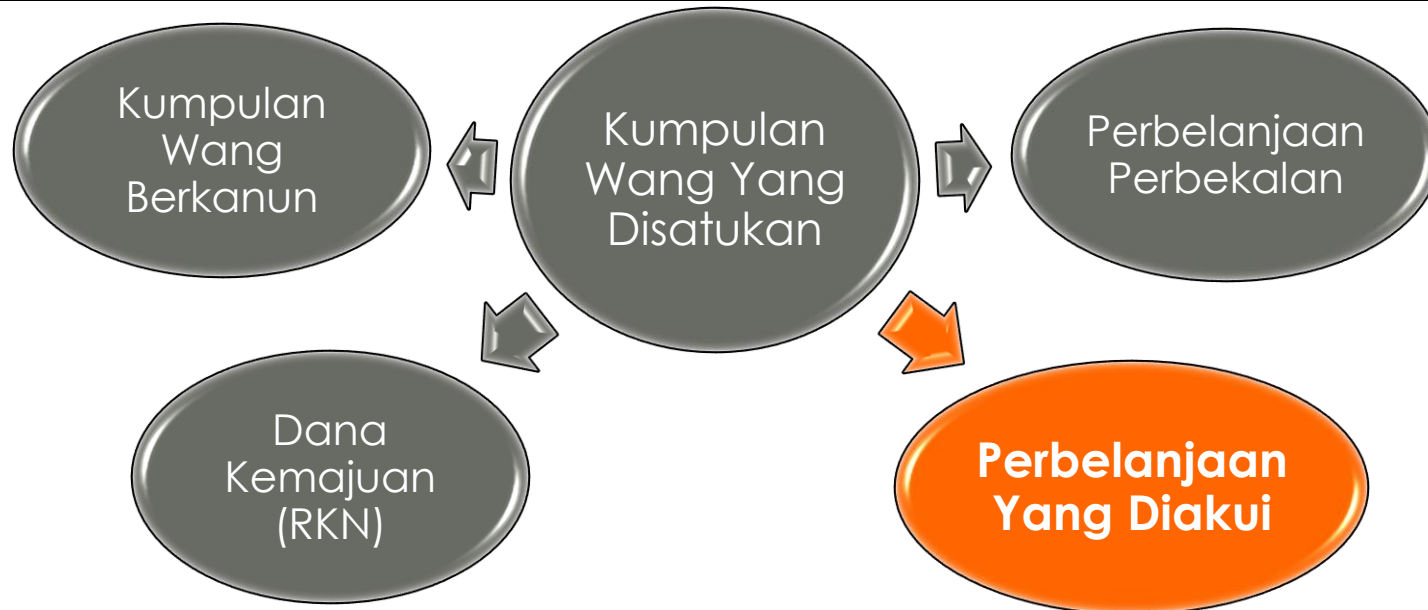 Kumpulan
Wang
Berkanun
Kumpulan
Wang Yang
Disatukan
Perbelanjaan
Perbekalan
Dana
Kemajuan
(RKN)
Perbelanjaan
Yang Diakui